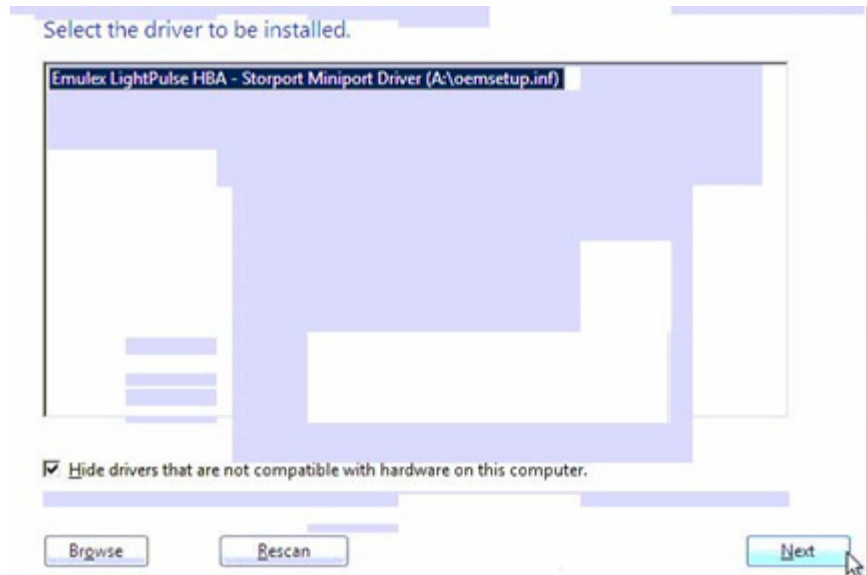 Select the driver to be installed.
Emulex LightPulse HBA - Storport Miniport Driver (A:\oemsetup.inf)
Hide drivers that are not compatible with hardware on this computer.
Browse
Rescan
Next